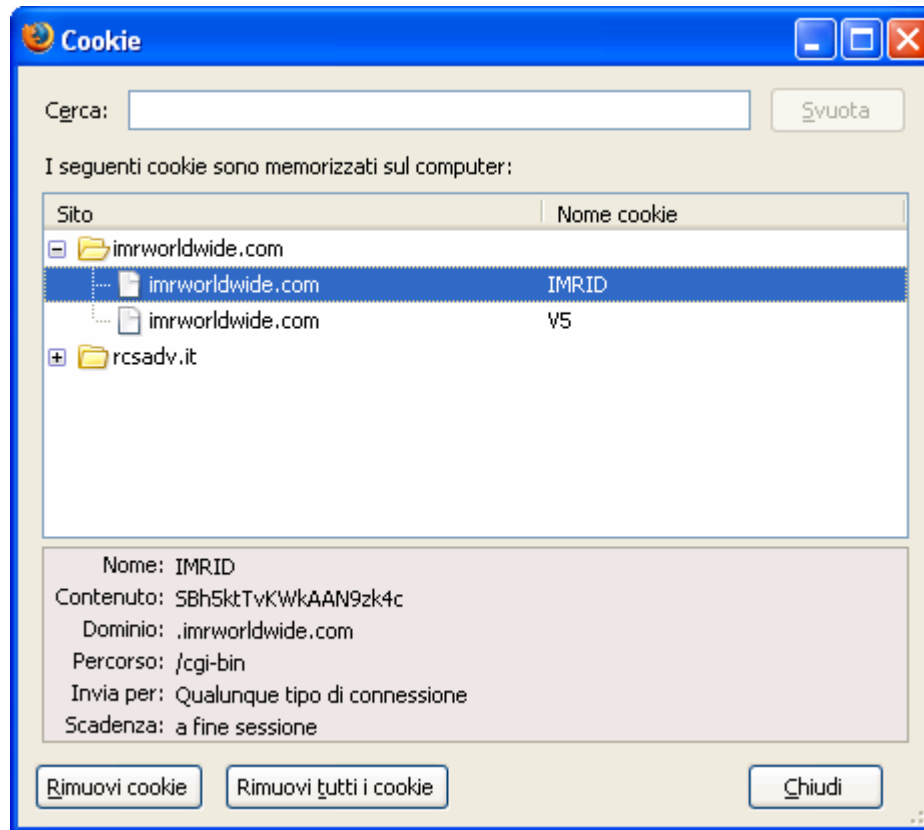 Cookie
Cerca: Svuota
I seguenti cookie sono memorizzati sul computer:
Sito Nome cookie
imrworldwide.com
imrworldwide.com IMRID
imrworldwide.com V5
rcsadv.it
Nome: IMRID
Contenuto: SBh5ktTvKWkAAN9zk4c
Dominio: .imrworldwide.com
Percorso: /cgi-bin
Invia per: Qualunque tipo di connessione
Scadenza: a fine sessione
Rimuovi cookie Rimuovi tutti i cookie Chiudi